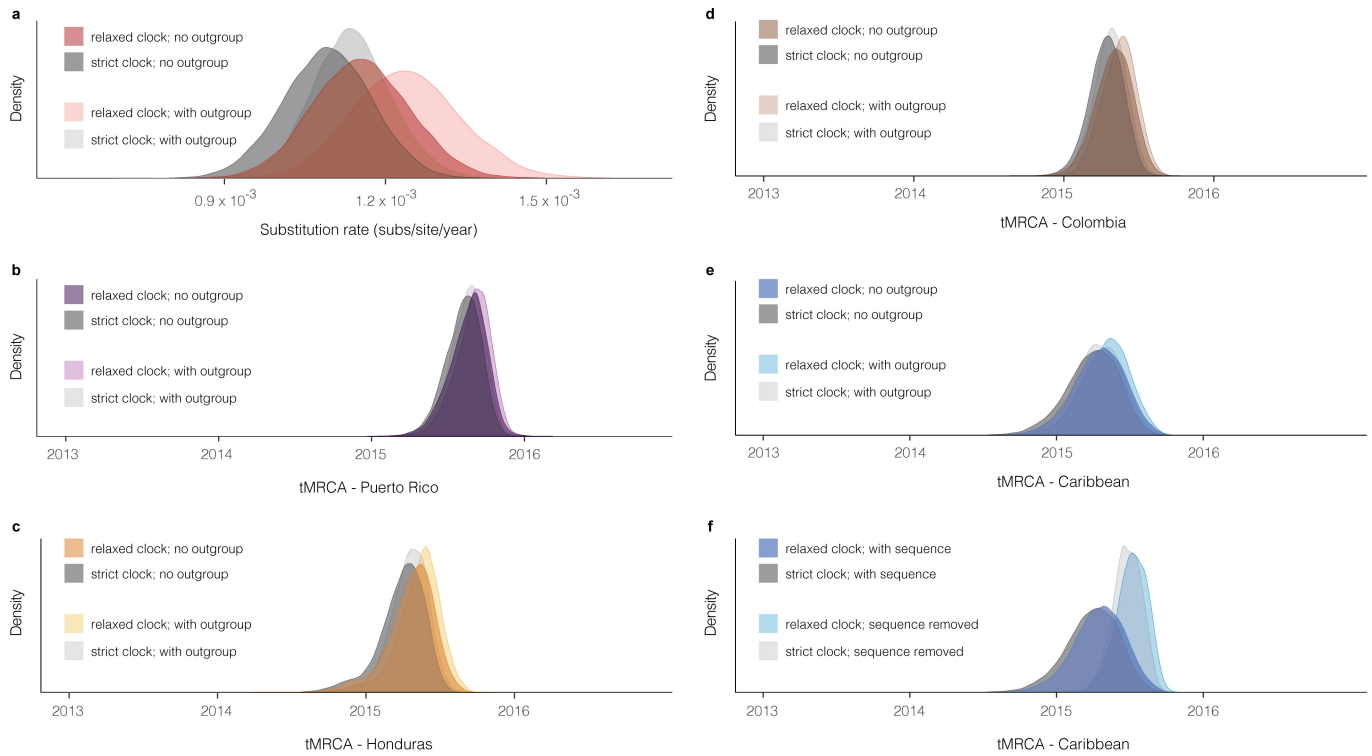 a
relaxed clock; no outgroup
strict clock; no outgroup
relaxed clock; with outgroup
strict clock; with outgroup
Density
0.9 x 10-3 1.2 x 10-3 1.5 x 10-3
Substitution rate (subs/site/year)
b
relaxed clock; no outgroup
strict clock; no outgroup
relaxed clock; with outgroup
strict clock; with outgroup
Density
2013 2014 2015 2016
tMRCA - Puerto Rico
c
relaxed clock; no outgroup
strict clock; no outgroup
relaxed clock; with outgroup
strict clock; with outgroup
Density
2013 2014 2015 2016
tMRCA - Honduras
d
relaxed clock; no outgroup
strict clock; no outgroup
relaxed clock; with outgroup
strict clock; with outgroup
Density
2013 2014 2015 2016
tMRCA - Colombia
e
relaxed clock; no outgroup
strict clock; no outgroup
relaxed clock; with outgroup
strict clock; with outgroup
Density
2013 2014 2015 2016
tMRCA - Caribbean
f
relaxed clock; with sequence
strict clock; with sequence
relaxed clock; sequence removed
strict clock; sequence removed
Density
2013 2014 2015 2016
tMRCA - Caribbean